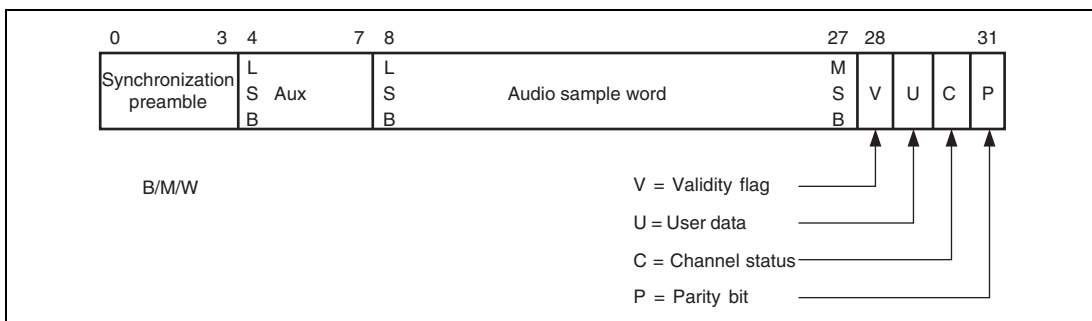 0 3 4 7 8 27 28 31
Synchronization
preamble
L
S
B
Aux
L
S
B
Audio sample word
M
S
B
V
U
C
P
B/M/W
V = Validity flag
U = User data
C = Channel status
P = Parity bit